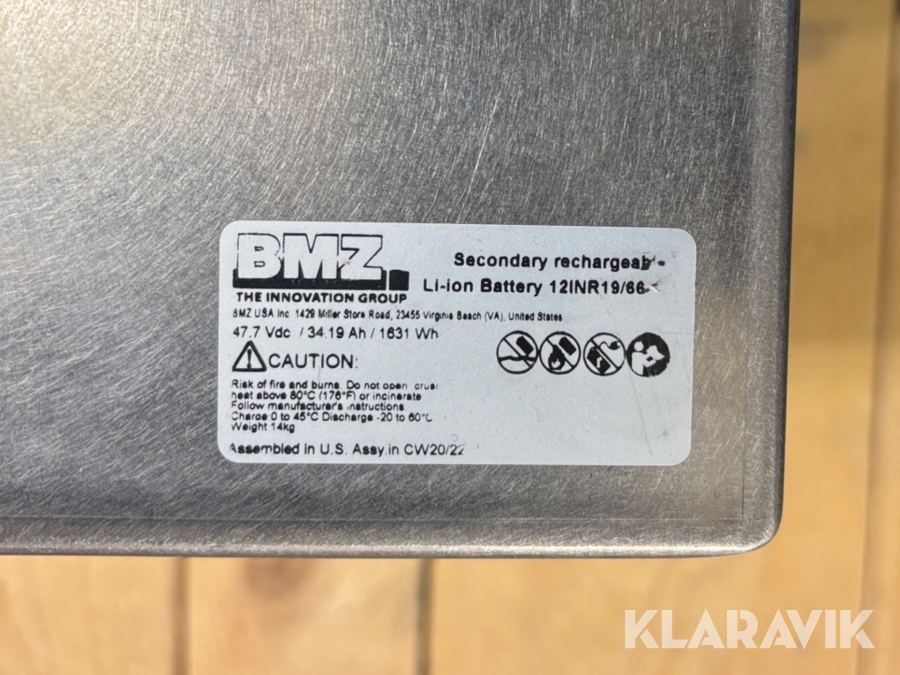 BMZ
THE INNOVATION GROUP
Secondary
Li-ion Battery 12INR19/66-
BMZ USA Inc 1429 Miller Store Road, 23455 Virginia Beach (VA), United States
47.7 Vdc / 34.19 Ah / 1631 Wh
CAUTION:
Risk of fire and burns. Do not open
heat above 80°C (176°F) or incinerate
Follow manufacturer's instructions
Charge 0 to 45°C Discharge -20 to 60°C
Weight 14kg
Assembled in U.S. Assy.in CW20/22
KLARAVIK